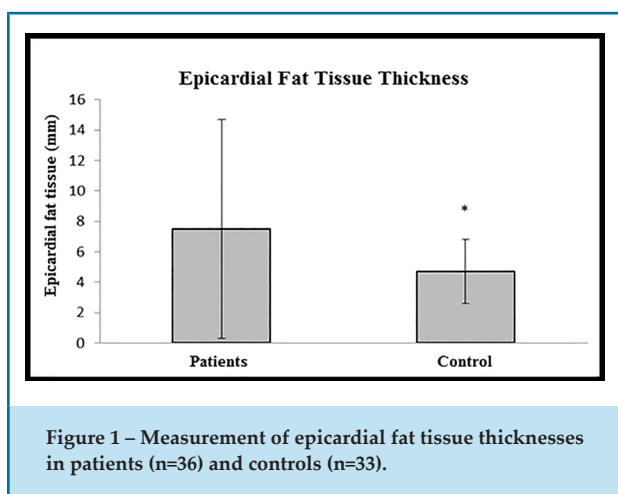 Epicardial Fat Tissue Thickness
Epicardial fat tissue (mm)
16
14
12
10
8
6
4
2
0
*
Patients
Control
Figure 1 – Measurement of epicardial fat tissue thicknesses
in patients (n=36) and controls (n=33).